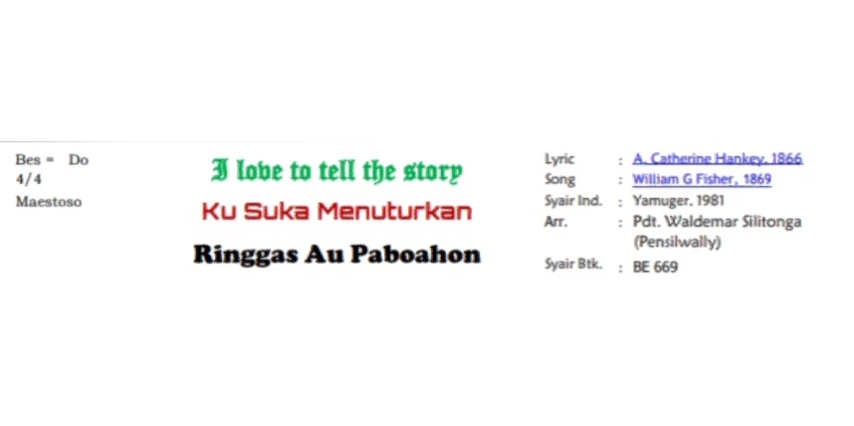 Bes = Do
4/4
Maestoso
I love to tell the story
Ku Suka Menuturkan
Ringgas Au Paboahon
Lyric : A. Catherine Hankey, 1866
Song : William G Fisher, 1869
Syair Ind. : Yamuger, 1981
Arr. : Pdt. Waldemar Silitonga
(Pensilwally)
Syair Btk. : BE 669